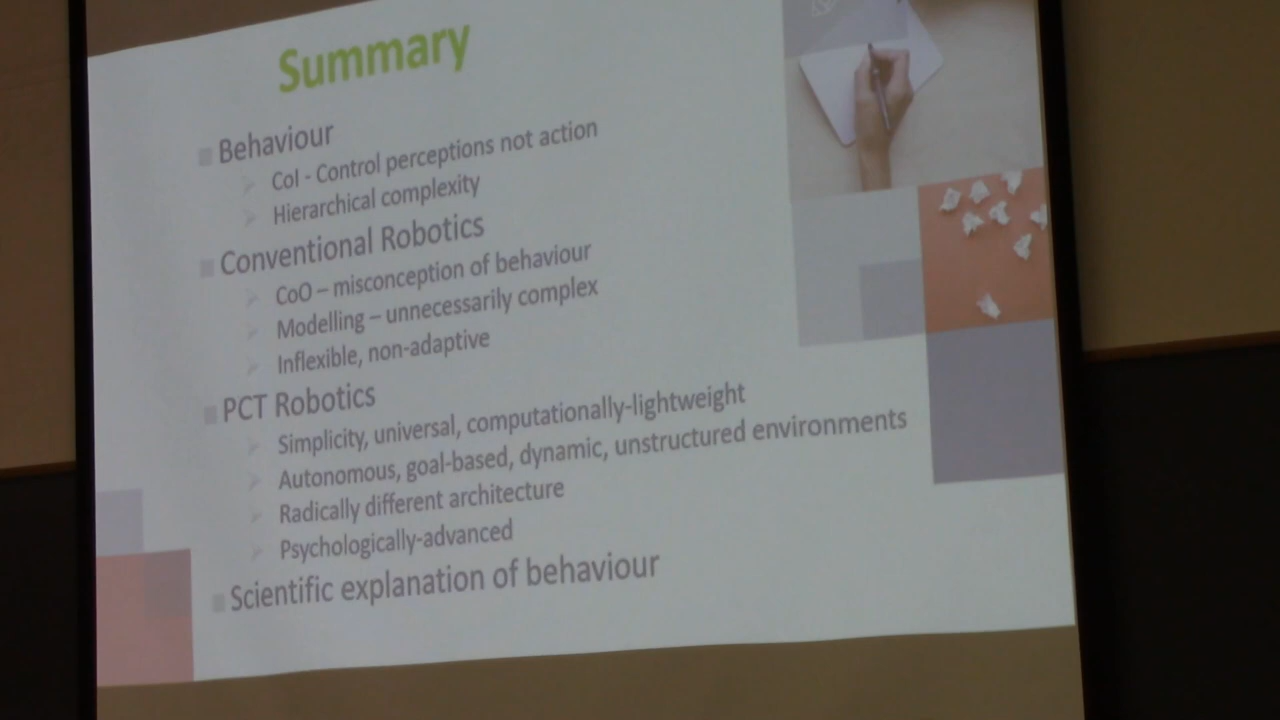 Summary
Behaviour
CoI - Control perceptions not action
Hierarchical complexity
Conventional Robotics
CoO – misconception of behaviour
Modelling – unnecessarily complex
Inflexible, non-adaptive
PCT Robotics
Simplicity, universal, computationally-lightweight
Autonomous, goal-based, dynamic, unstructured environments
Radically different architecture
Psychologically-advanced
Scientific explanation of behaviour